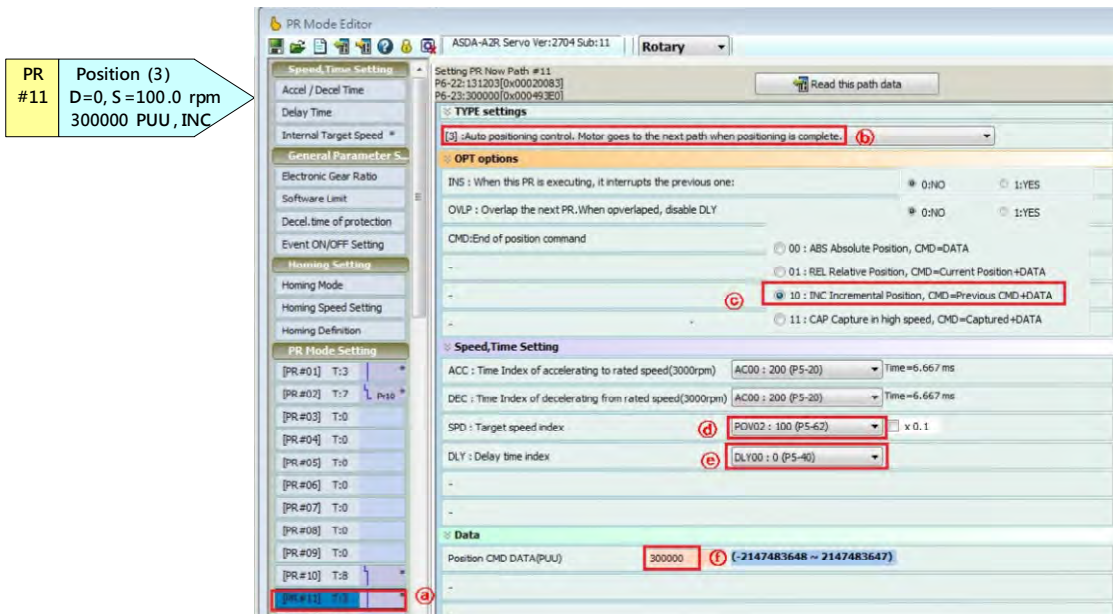 PR #11
Position (3)
D=0, S=100.0 rpm
300000 PUU, INC
PR Mode Editor
ASDA-A2R Servo Ver:2704 Sub:11
Rotary
Speed,Time Setting
Accel / Decel Time
Delay Time
Internal Target Speed *
General Parameter S...
Electronic Gear Ratio
Software Limit
Decel.time of protection
Event ON/OFF Setting
Homing Setting
Homing Mode
Homing Speed Setting
Homing Definition
PR Mode Setting
[PR#01] T:3 *
[PR#02] T:7 Pr10 *
[PR#03] T:0
[PR#04] T:0
[PR#05] T:0
[PR#06] T:0
[PR#07] T:0
[PR#08] T:0
[PR#09] T:0
[PR#10] T:8 *
[PR#11] T:3 *
a
Setting PR Now Path #11
P6-22:131203[0x00020083]
P6-23:300000[0x000493E0]
Read this path data
TYPE settings
[3] :Auto positioning control. Motor goes to the next path when positioning is complete.
b
OPT options
INS : When this PR is executing, it interrupts the previous one: 0:NO 1:YES
OVLP : Overlap the next PR.When opverlaped, disable DLY 0:NO 1:YES
CMD:End of position command
00 : ABS Absolute Position, CMD=DATA
-
01 : REL Relative Position, CMD=Current Position+DATA
-
c
10 : INC Incremental Position, CMD=Previous CMD+DATA
-
11 : CAP Capture in high speed, CMD=Captured+DATA
Speed,Time Setting
ACC : Time Index of accelerating to rated speed(3000rpm) AC00 : 200 (P5-20) Time=6.667 ms
DEC : Time Index of decelerating from rated speed(3000rpm) AC00 : 200 (P5-20) Time=6.667 ms
SPD : Target speed index d POV02 : 100 (P5-62) x 0.1
DLY : Delay time index e DLY00 : 0 (P5-40)
-
-
Data
Position CMD DATA(PUU) 300000 f (-2147483648 ~ 2147483647)
-